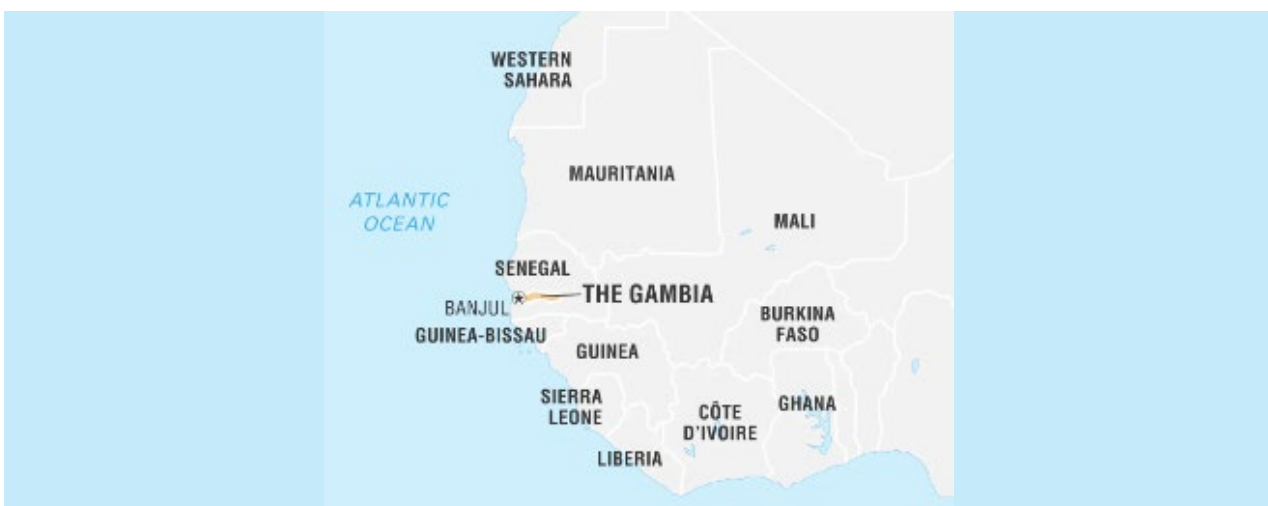 WESTERN
SAHARA
MAURITANIA
ATLANTIC
OCEAN
MALI
SENEGAL
THE GAMBIA
BANJUL
BURKINA
FASO
GUINEA-BISSAU
GUINEA
SIERRA
LEONE
CÔTE
D'IVOIRE
GHANA
LIBERIA